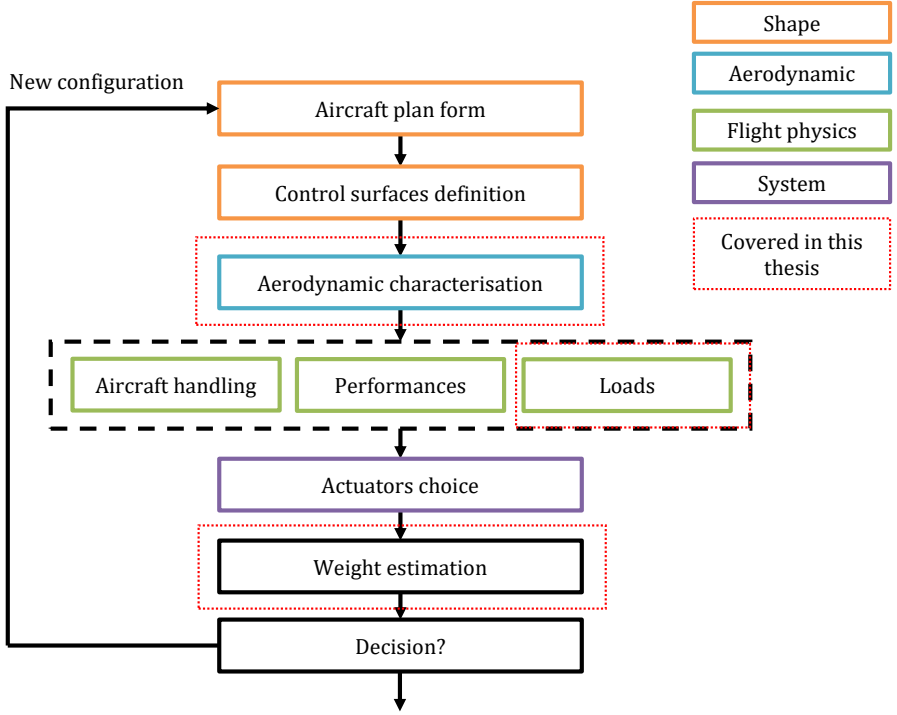 Shape
New configuration
Aerodynamic
Aircraft plan form
Flight physics
Control surfaces definition
System
Covered in this
thesis
Aerodynamic characterisation
Aircraft handling
Performances
Loads
Actuators choice
Weight estimation
Decision?